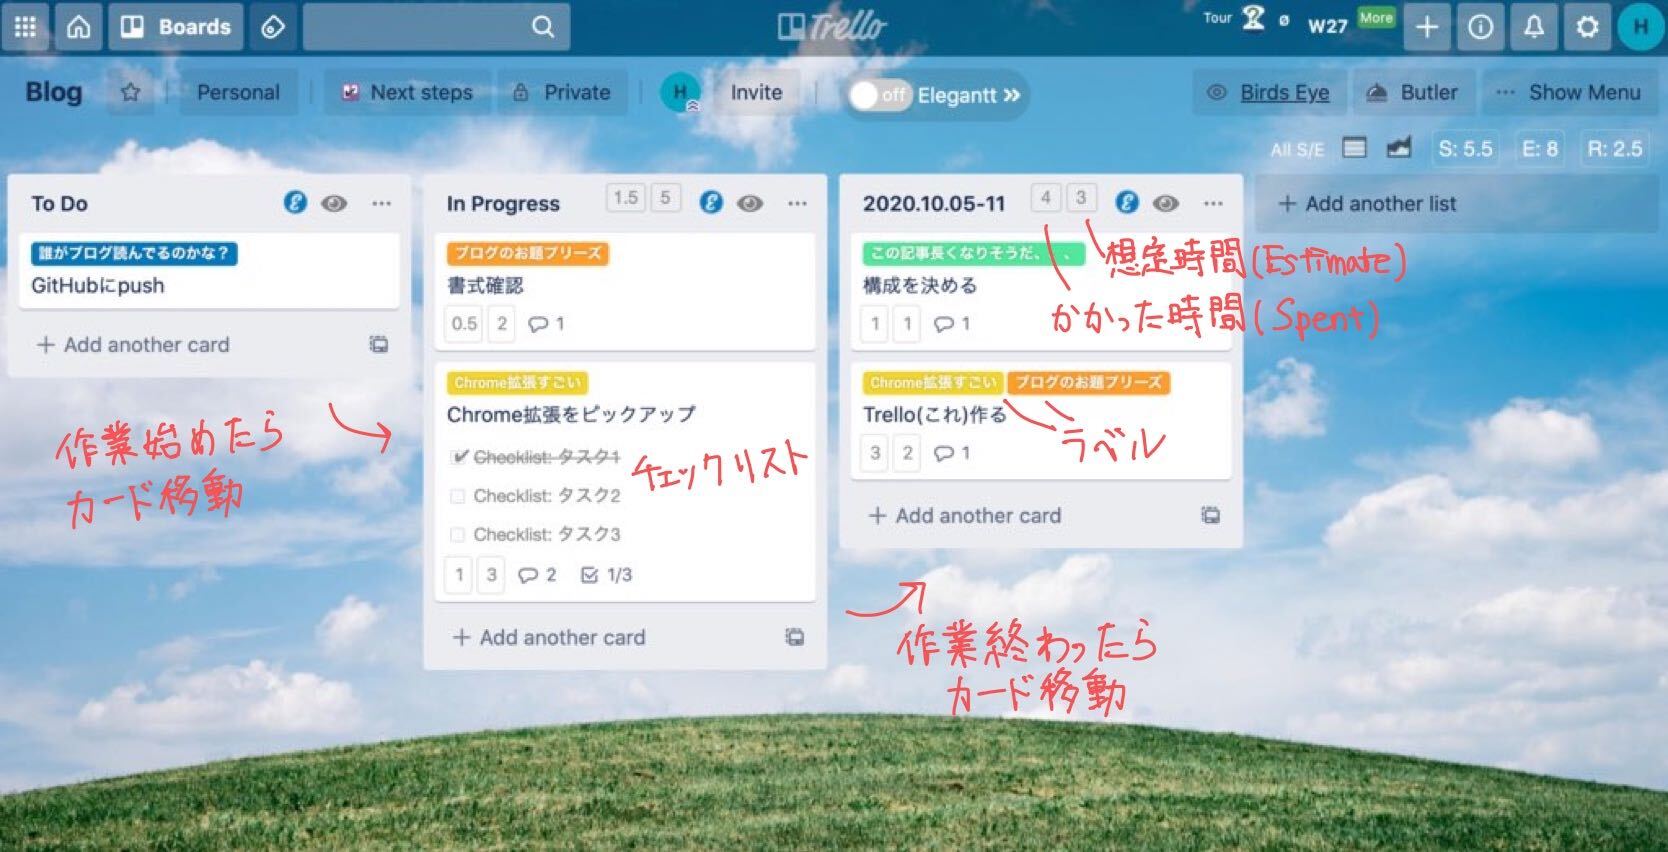 Boards
Trello
Tour
W27
More
H
Blog
Personal
Next steps
Private
H
Invite
off
Elegantt »
Birds Eye
Butler
Show Menu
All S/E
S: 5.5
E: 8
R: 2.5
To Do
誰がブログ読んでるのかな？
GitHubにpush
+ Add another card
作業始めたら
カード移動
In Progress
1.5
5
ブログのお題プリーズ
書式確認
0.5
2
1
Chrome拡張すごい
Chrome拡張をピックアップ
Checklist: タスク1
Checklist: タスク2
Checklist: タスク3
チェックリスト
1
3
2
1/3
+ Add another card
2020.10.05-11
4
3
想定時間(Estimate)
かかった時間(Spent)
この記事長くなりそうだ、、、
構成を決める
1
1
1
Chrome拡張すごい
ブログのお題プリーズ
Trello(これ)作る
ラベル
3
2
1
+ Add another card
作業終わったら
カード移動
+ Add another list